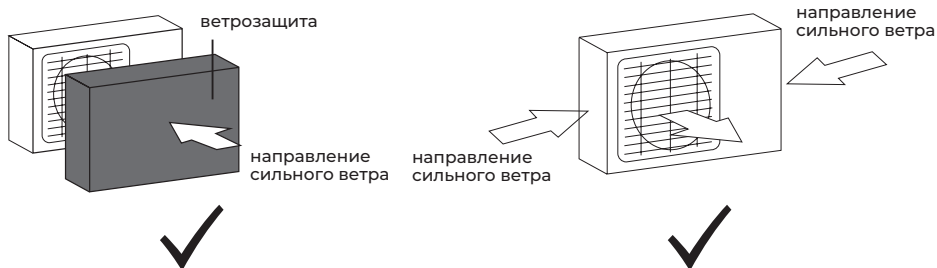 ветрозащита
направление
сильного ветра
направление
сильного ветра
направление
сильного ветра